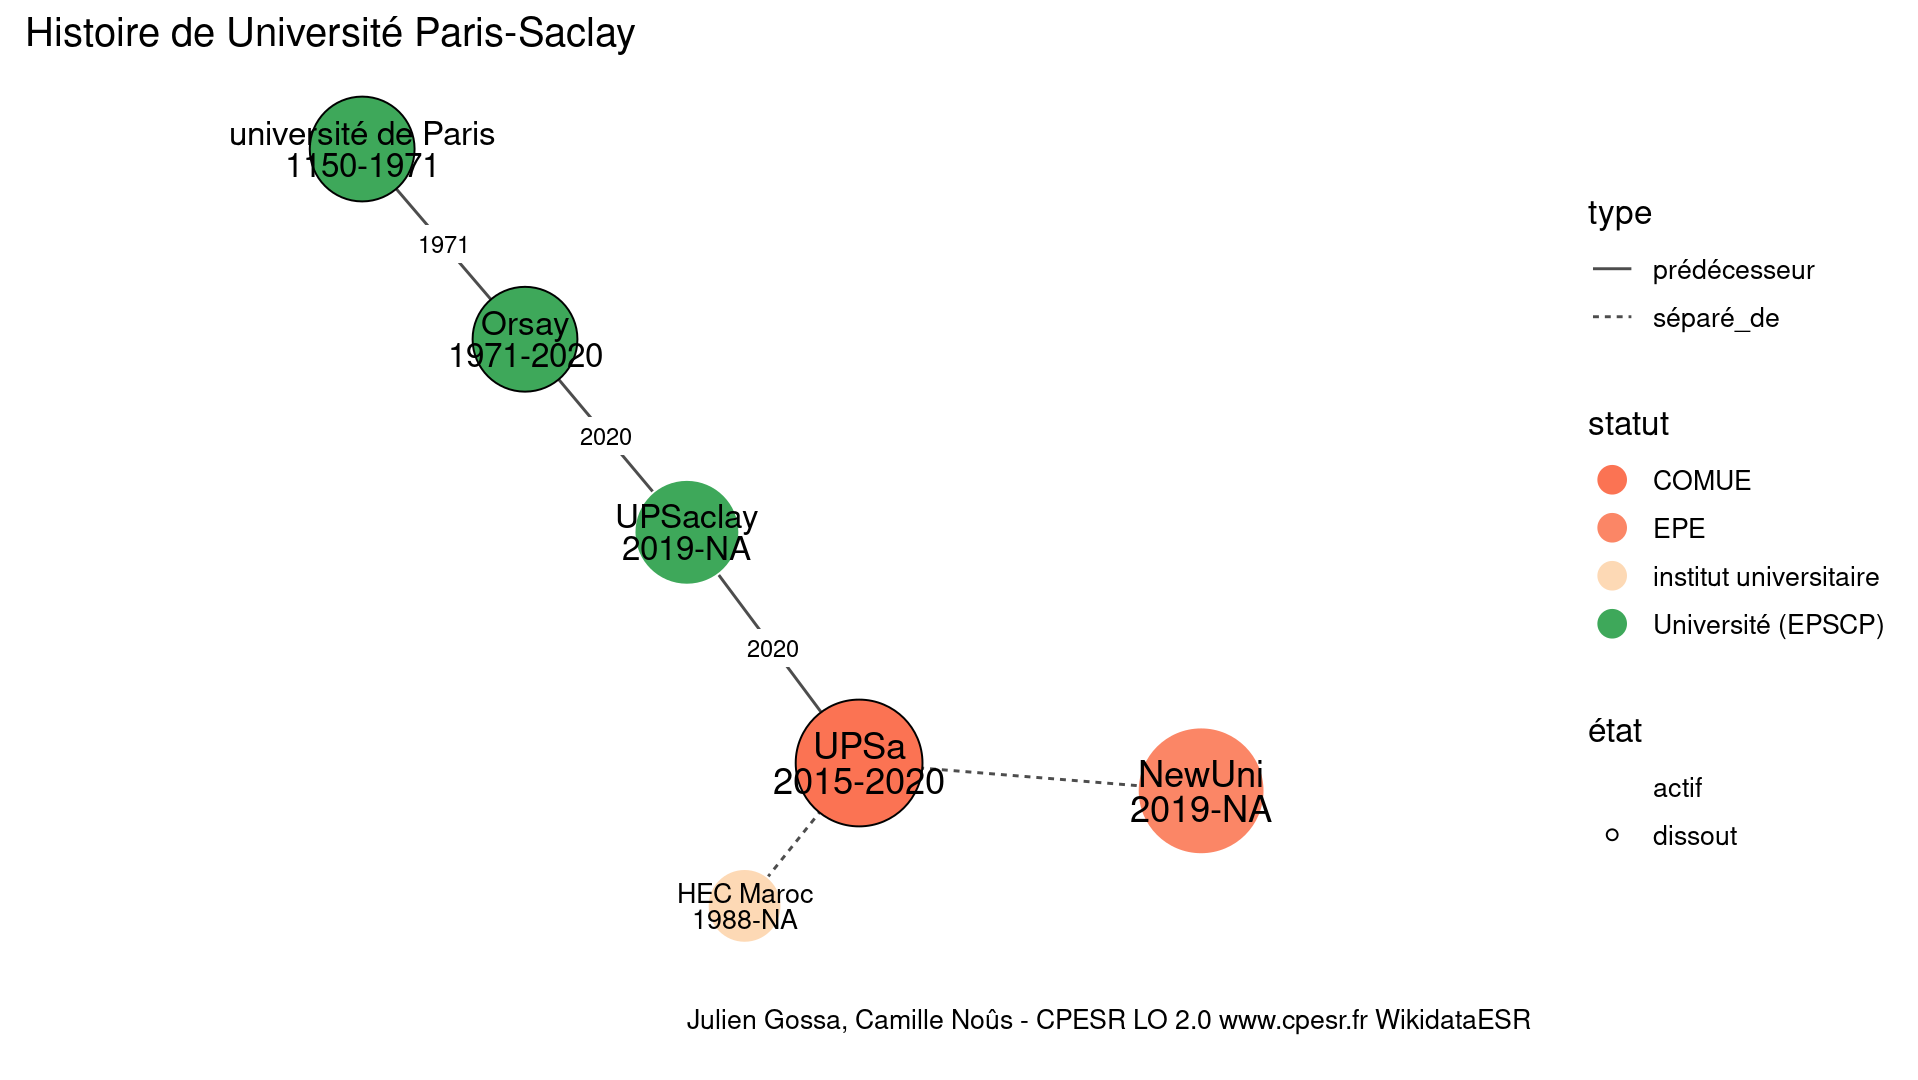 Histoire de Université Paris-Saclay
université de Paris
1150-1971
1971
Orsay
1971-2020
2020
UPSaclay
2019-NA
2020
UPSa
2015-2020
NewUni
2019-NA
HEC Maroc
1988-NA
type
prédécesseur
séparé_de
statut
COMUE
EPE
institut universitaire
Université (EPSCP)
état
actif
dissout
Julien Gossa, Camille Noûs - CPESR LO 2.0 www.cpesr.fr WikidataESR